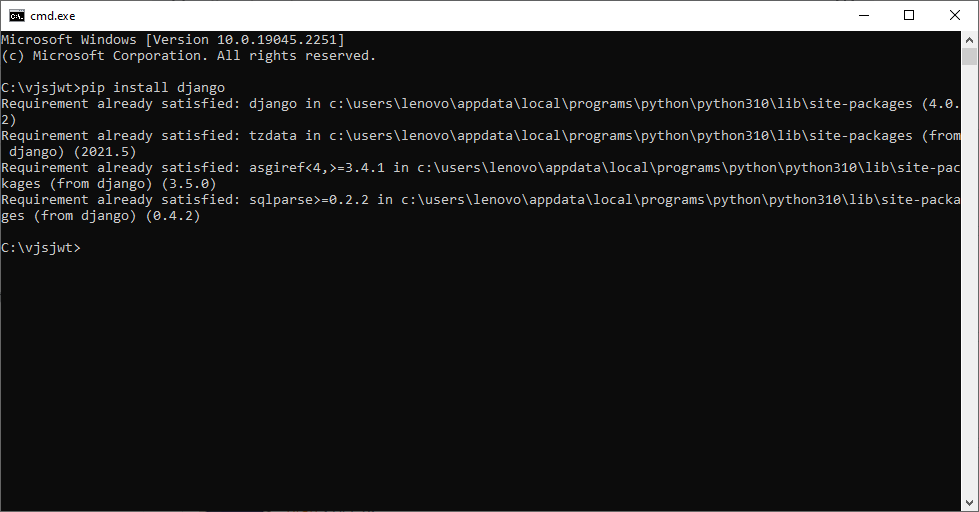 cmd.exe
Microsoft Windows [Version 10.0.19045.2251]
(c) Microsoft Corporation. All rights reserved.
C:\vjsjwt>pip install django
Requirement already satisfied: django in c:\users\lenovo\appdata\local\programs\python\python310\lib\site-packages (4.0.
2)
Requirement already satisfied: tzdata in c:\users\lenovo\appdata\local\programs\python\python310\lib\site-packages (from
 django) (2021.5)
Requirement already satisfied: asgiref<4,>=3.4.1 in c:\users\lenovo\appdata\local\programs\python\python310\lib\site-pac
kages (from django) (3.5.0)
Requirement already satisfied: sqlparse>=0.2.2 in c:\users\lenovo\appdata\local\programs\python\python310\lib\site-packa
ges (from django) (0.4.2)
C:\vjsjwt>